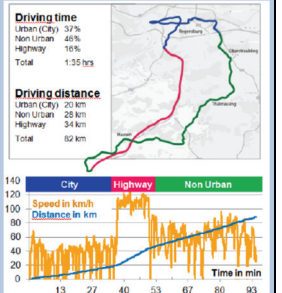 Driving time
Urban (City) 37%
Non Urban 46%
Highway 16%
Total 1:35 hrs
Driving distance
Urban (City) 20 km
Non Urban 28 km
Highway 34 km
Total 82 km
Regensburg
Obertraubling
Thalmassing
City Highway Non Urban
140
120
100
80
60
40
20
0
Speed in km/h
Distance in km
Time in min
13 27 40 53 67 80 93